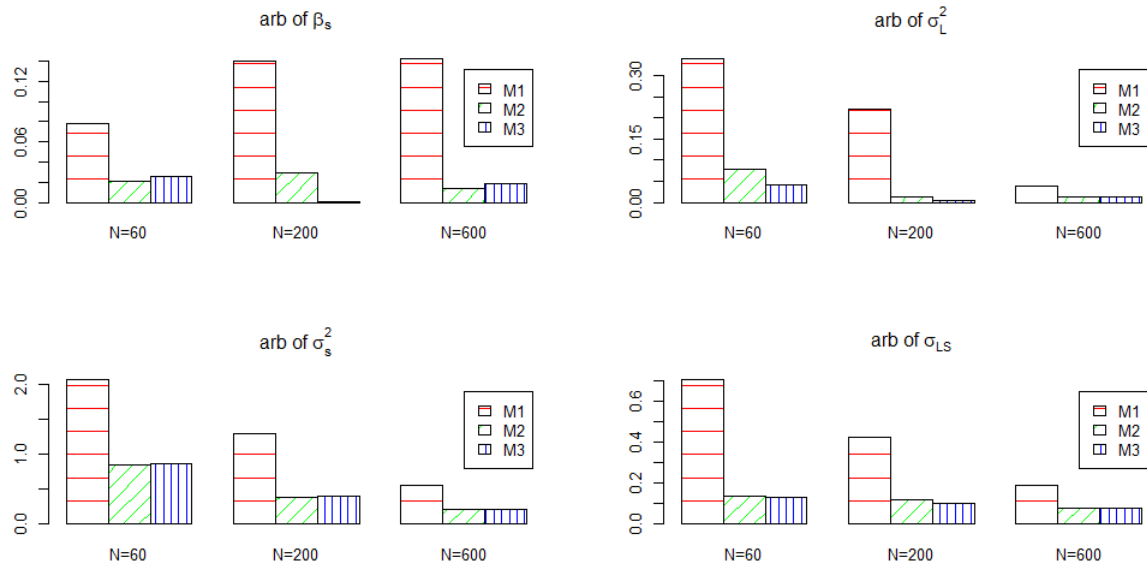 arb of βs
0.00 0.06 0.12
M1
M2
M3
N=60 N=200 N=600
arb of σ²L
0.00 0.15 0.30
M1
M2
M3
N=60 N=200 N=600
arb of σ²s
0.0 1.0 2.0
M1
M2
M3
N=60 N=200 N=600
arb of σLS
0.0 0.2 0.4 0.6
M1
M2
M3
N=60 N=200 N=600